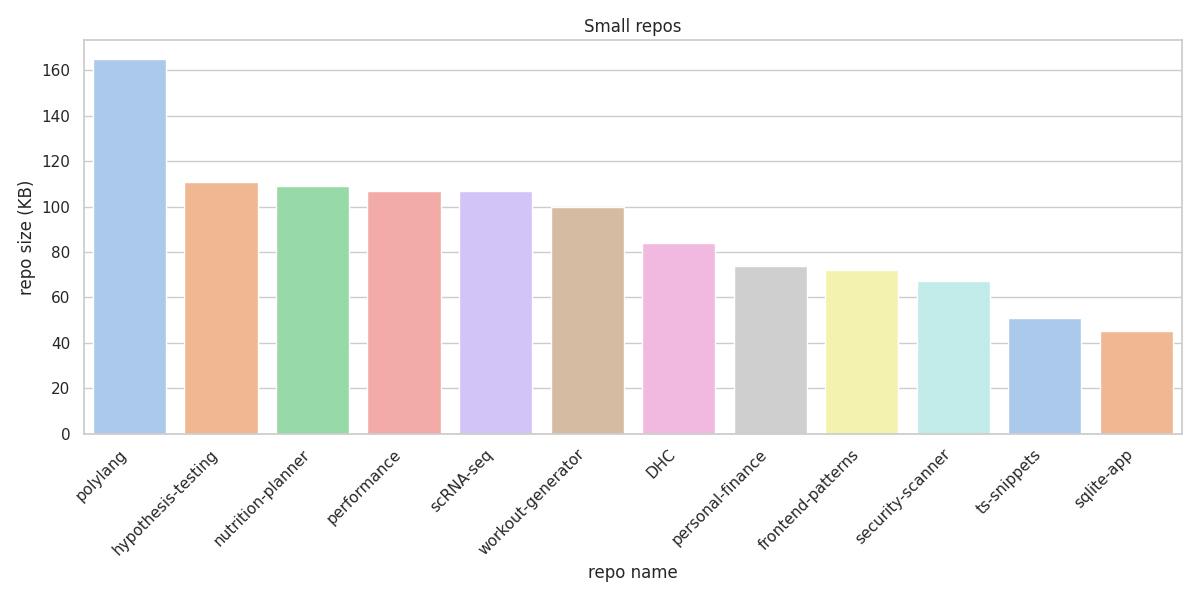 Small repos
repo size (KB)
160
140
120
100
80
60
40
20
0
polylang
hypothesis-testing
nutrition-planner
performance
scRNA-seq
workout-generator
DHC
personal-finance
frontend-patterns
security-scanner
ts-snippets
sqlite-app
repo name